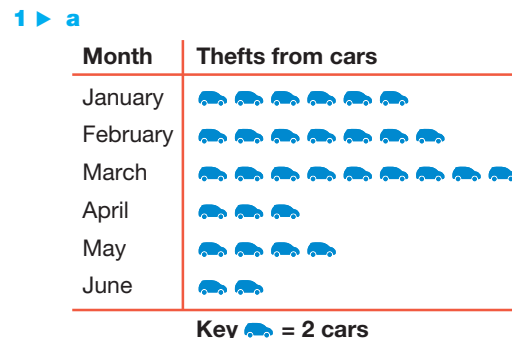 1 ▶ a
Month Thefts from cars
January
February
March
April
May
June
Key = 2 cars